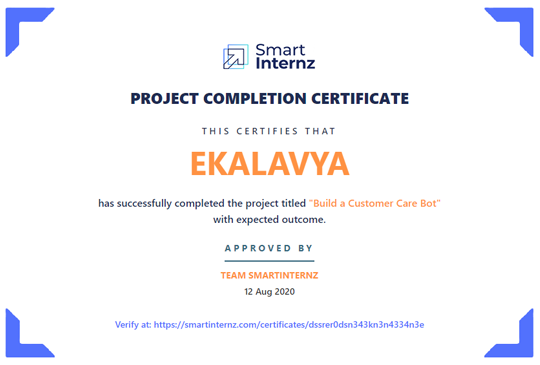 Smart
Internz
PROJECT COMPLETION CERTIFICATE
THIS CERTIFIES THAT
EKALAVYA
has successfully completed the project titled "Build a Customer Care Bot"
with expected outcome.
APPROVED BY
TEAM SMARTINTERNZ
12 Aug 2020
Verify at: https://smartinternz.com/certificates/dssrer0dsn343kn3n4334n3e